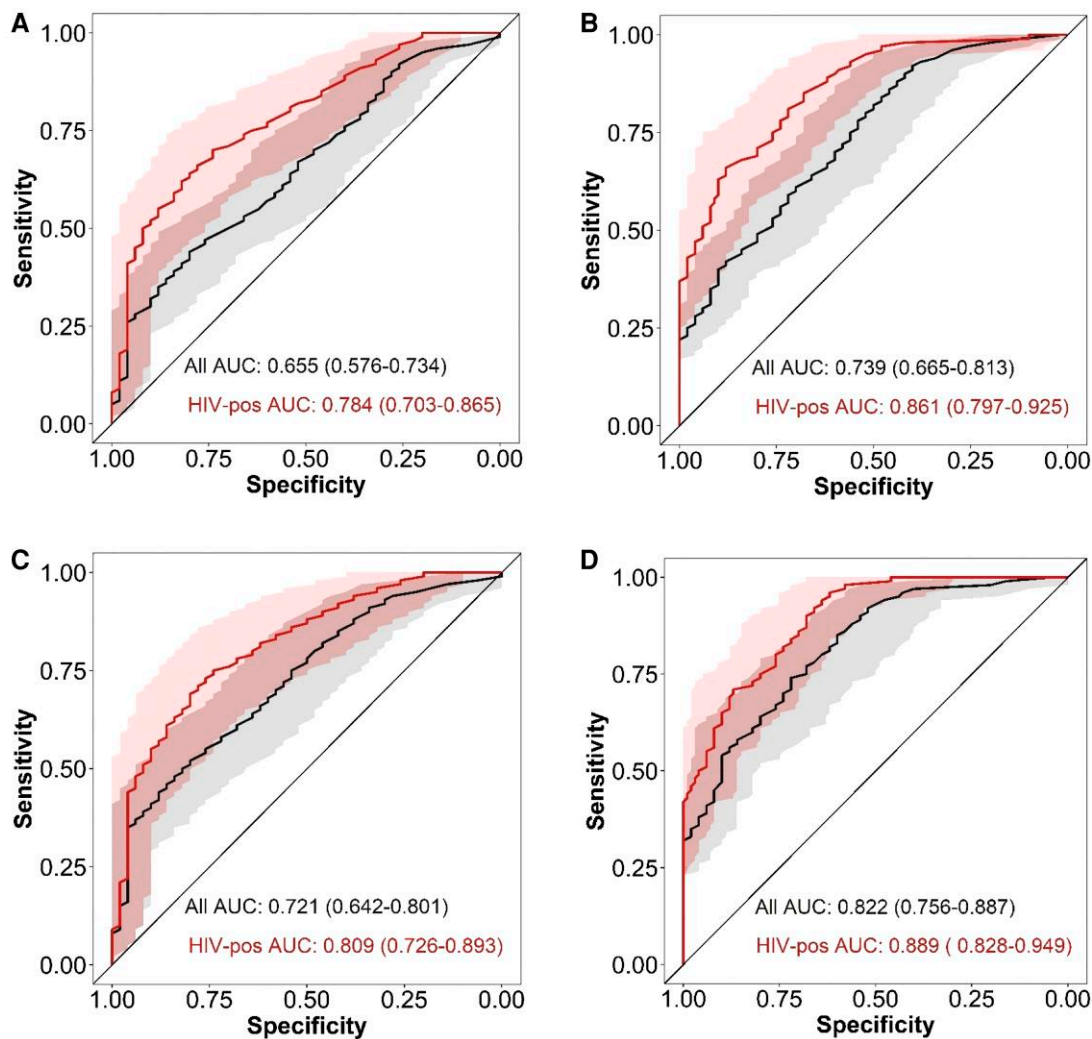 A
1.00
0.75
0.50
0.25
0.00
Sensitivity
All AUC: 0.655 (0.576-0.734)
HIV-pos AUC: 0.784 (0.703-0.865)
1.00 0.75 0.50 0.25 0.00
Specificity
B
1.00
0.75
0.50
0.25
0.00
Sensitivity
All AUC: 0.739 (0.665-0.813)
HIV-pos AUC: 0.861 (0.797-0.925)
1.00 0.75 0.50 0.25 0.00
Specificity
C
1.00
0.75
0.50
0.25
0.00
Sensitivity
All AUC: 0.721 (0.642-0.801)
HIV-pos AUC: 0.809 (0.726-0.893)
1.00 0.75 0.50 0.25 0.00
Specificity
D
1.00
0.75
0.50
0.25
0.00
Sensitivity
All AUC: 0.822 (0.756-0.887)
HIV-pos AUC: 0.889 ( 0.828-0.949)
1.00 0.75 0.50 0.25 0.00
Specificity